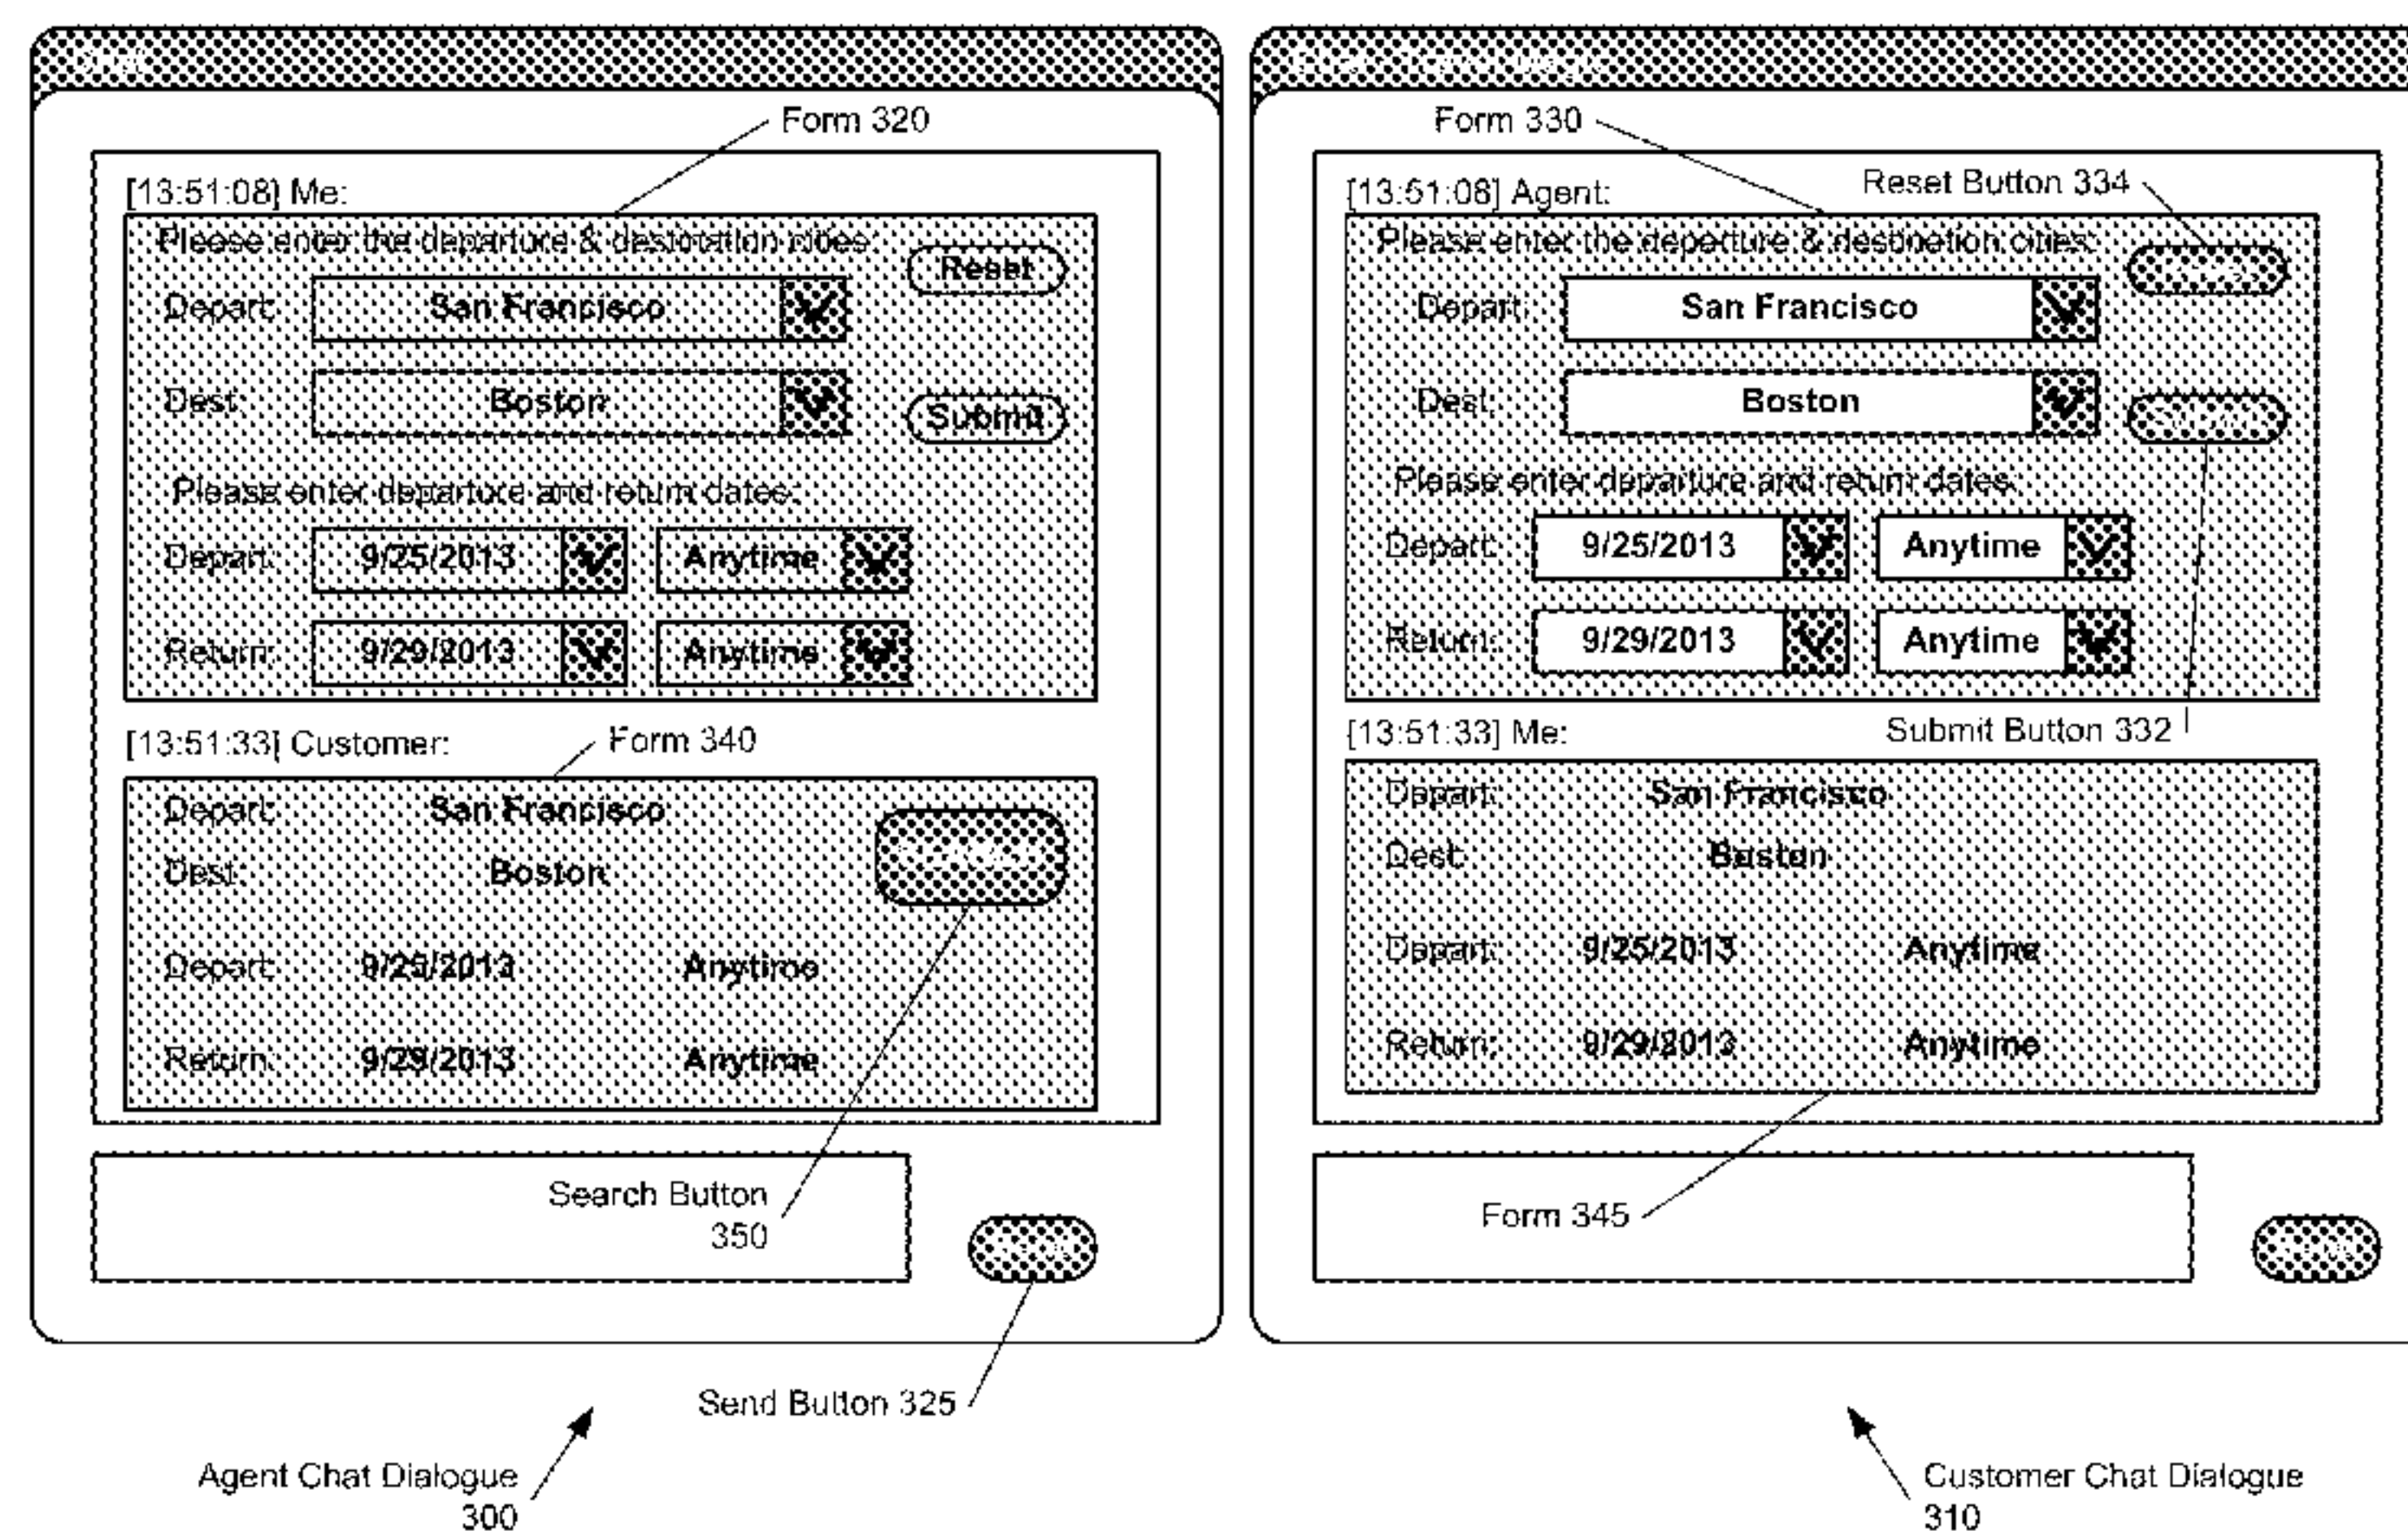 Form 320
[13:51:08] Me:
Please enter the departure & destination cities:
Reset
Depart: San Francisco
Dest: Boston
Submit
Please enter departure and return dates:
Depart: 9/25/2013 Anytime
Return: 9/29/2013 Anytime
[13:51:33] Customer:
Form 340
Depart: San Francisco
Dest: Boston
Depart: 9/25/2013 Anytime
Return: 9/29/2013 Anytime
Search Button
350
Send Button 325
Agent Chat Dialogue
300
Form 330
[13:51:08] Agent:
Reset Button 334
Please enter the departure & destination cities:
Depart: San Francisco
Dest: Boston
Please enter departure and return dates:
Depart: 9/25/2013 Anytime
Return: 9/29/2013 Anytime
[13:51:33] Me:
Submit Button 332
Depart: San Francisco
Dest: Boston
Depart: 9/25/2013 Anytime
Return: 9/29/2013 Anytime
Form 345
Customer Chat Dialogue
310